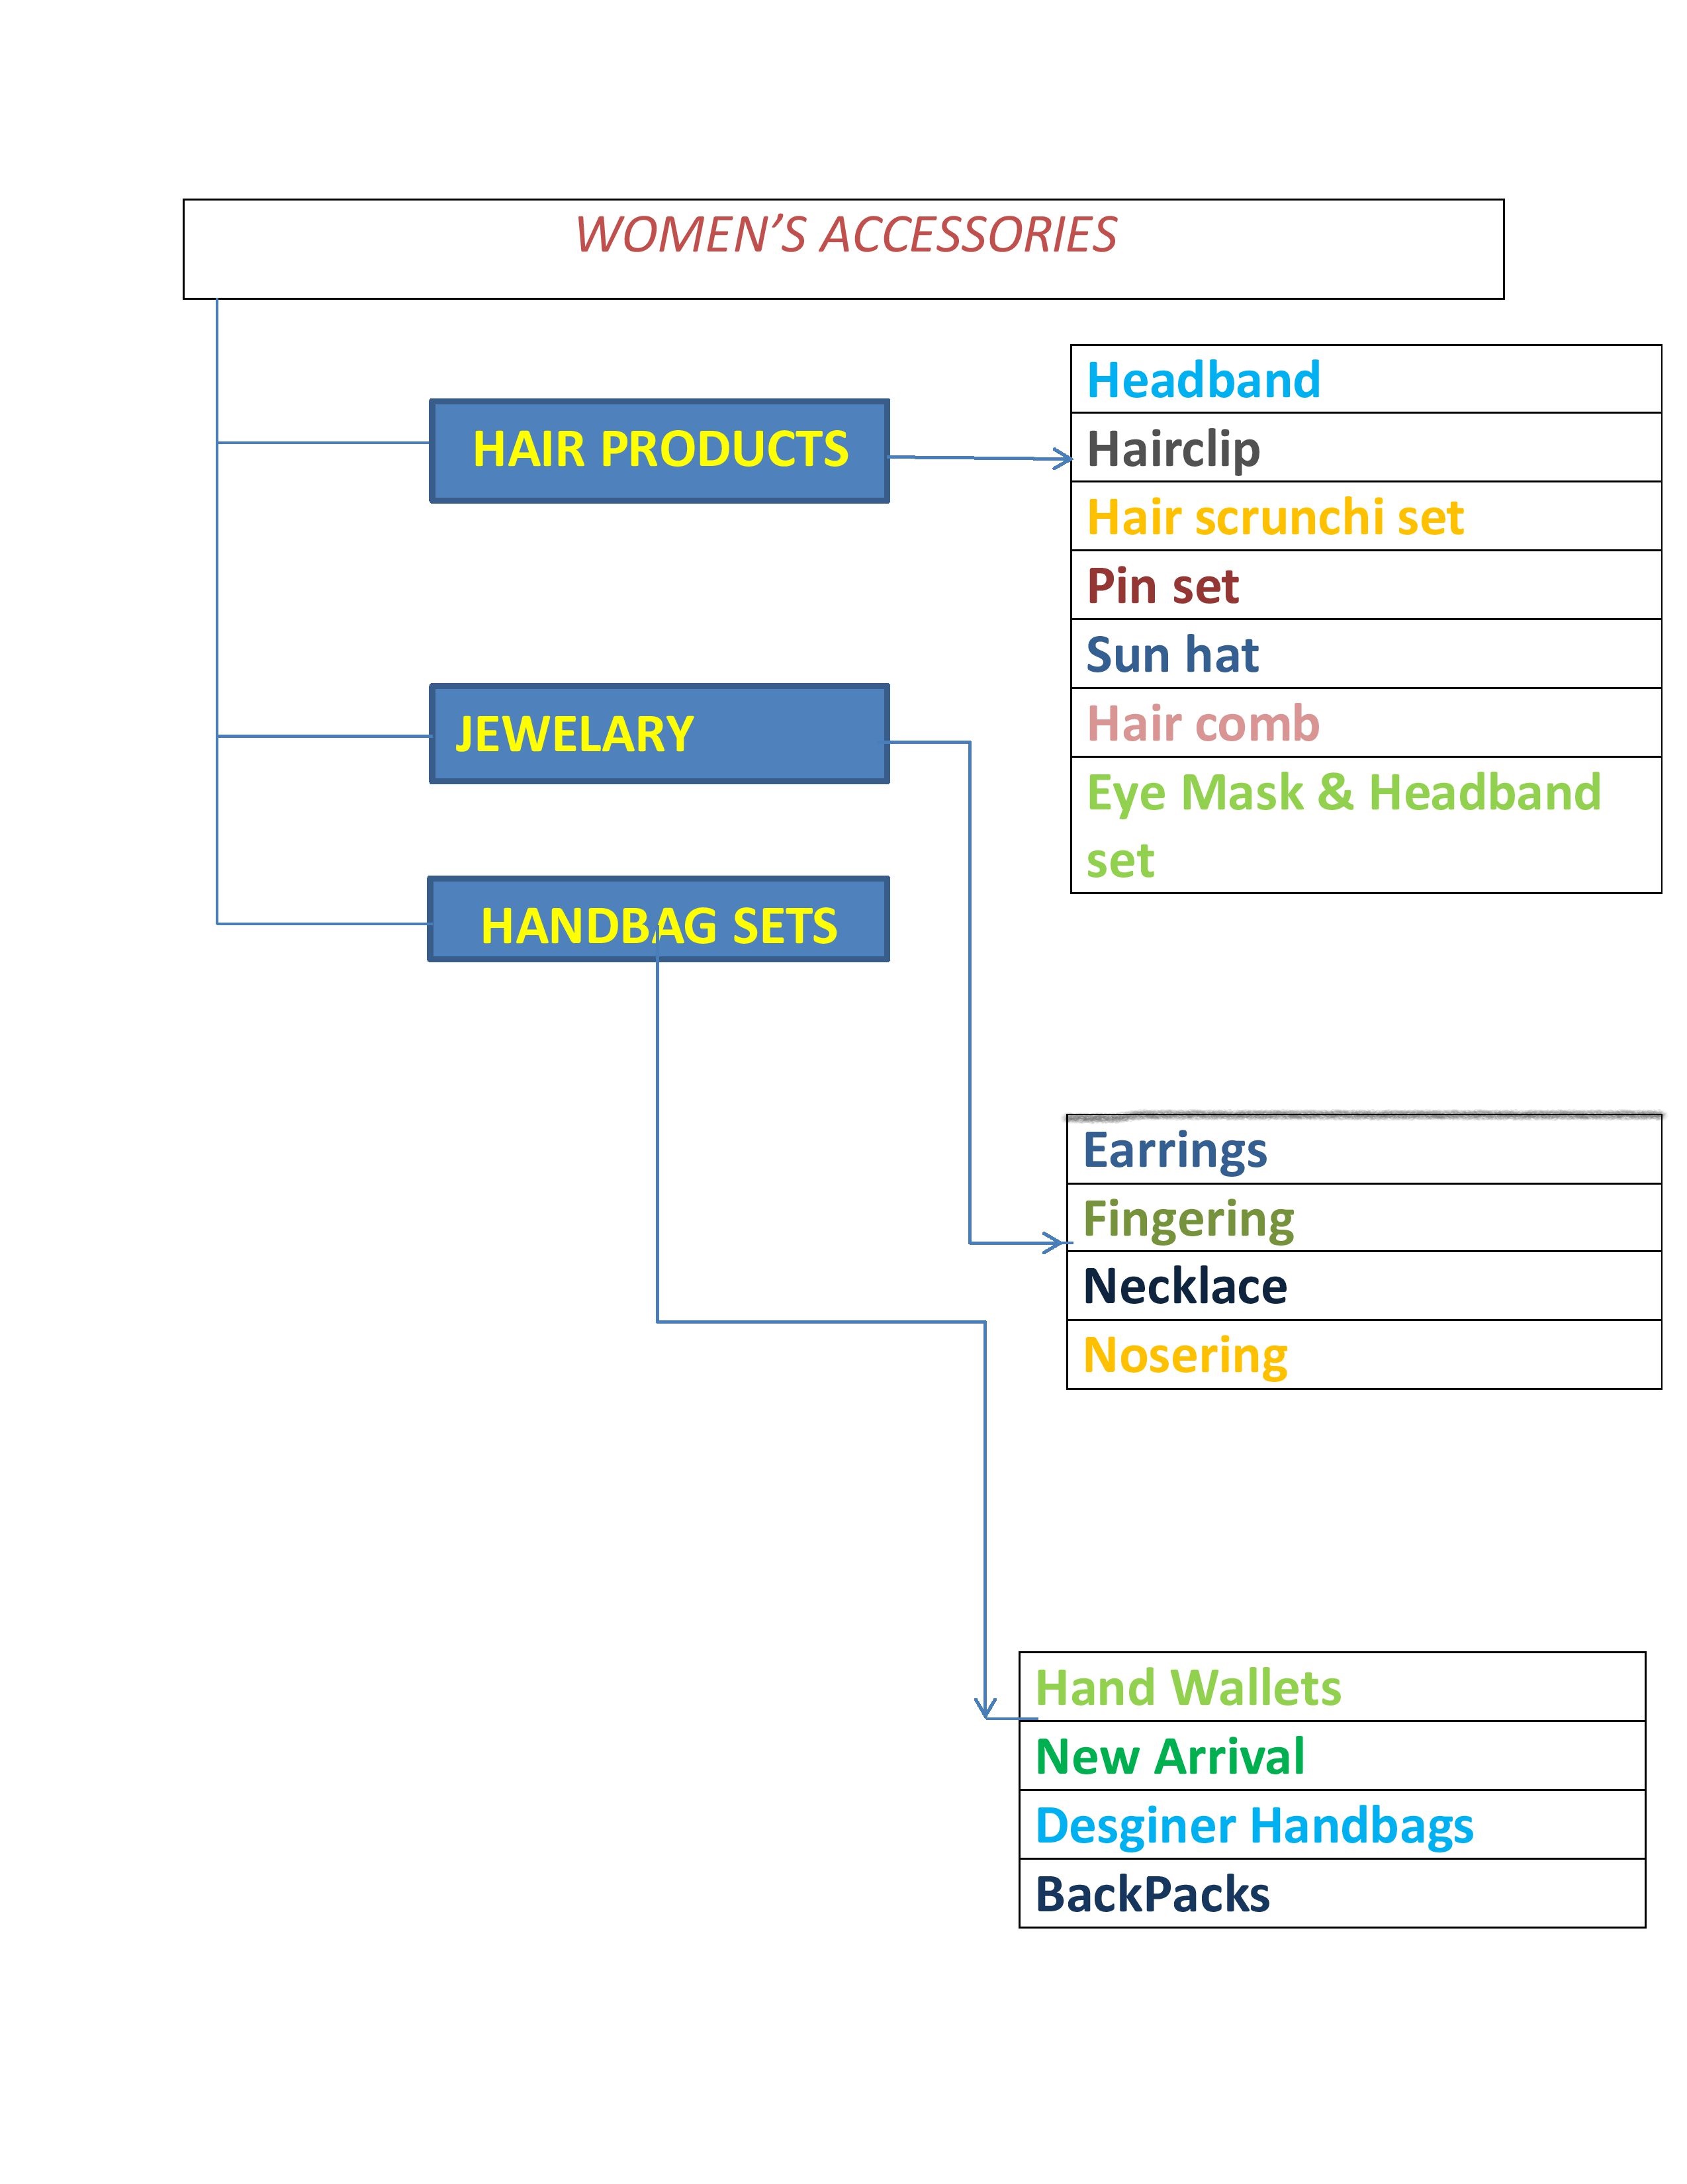 WOMEN’S ACCESSORIES
HAIR PRODUCTS
Headband
Hairclip
Hair scrunchi set
Pin set
Sun hat
Hair comb
Eye Mask & Headband
set
JEWELARY
HANDBAG SETS
Earrings
Fingering
Necklace
Nosering
Hand Wallets
New Arrival
Desginer Handbags
BackPacks